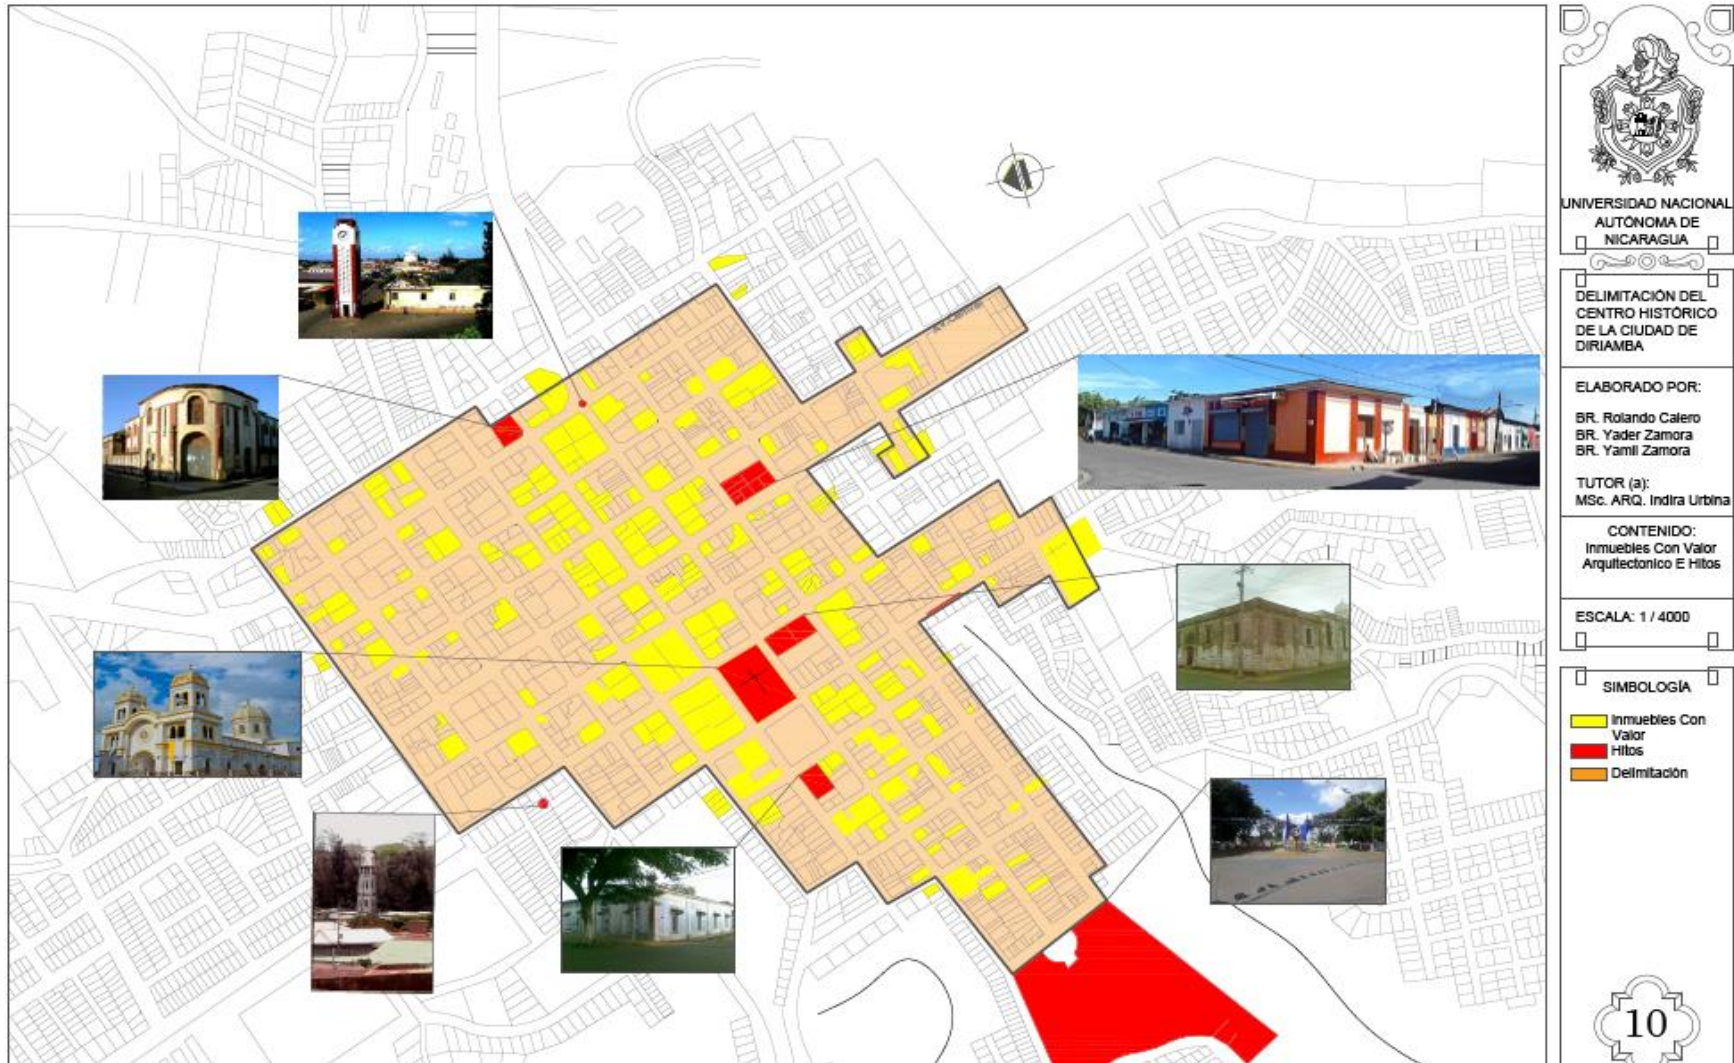 UNIVERSIDAD NACIONAL
AUTÓNOMA DE
NICARAGUA
DELIMITACIÓN DEL
CENTRO HISTÓRICO
DE LA CIUDAD DE
DIRIAMBA
ELABORADO POR:
BR. Rolando Calero
BR. Yader Zamora
BR. Yamil Zamora
TUTOR (a):
MSc. ARQ. Indira Urbina
CONTENIDO:
Inmuebles Con Valor
Arquitectonico E Hitos
ESCALA: 1 / 4000
SIMBOLOGÍA
Inmuebles Con
Valor
Hitos
Delimitación
10